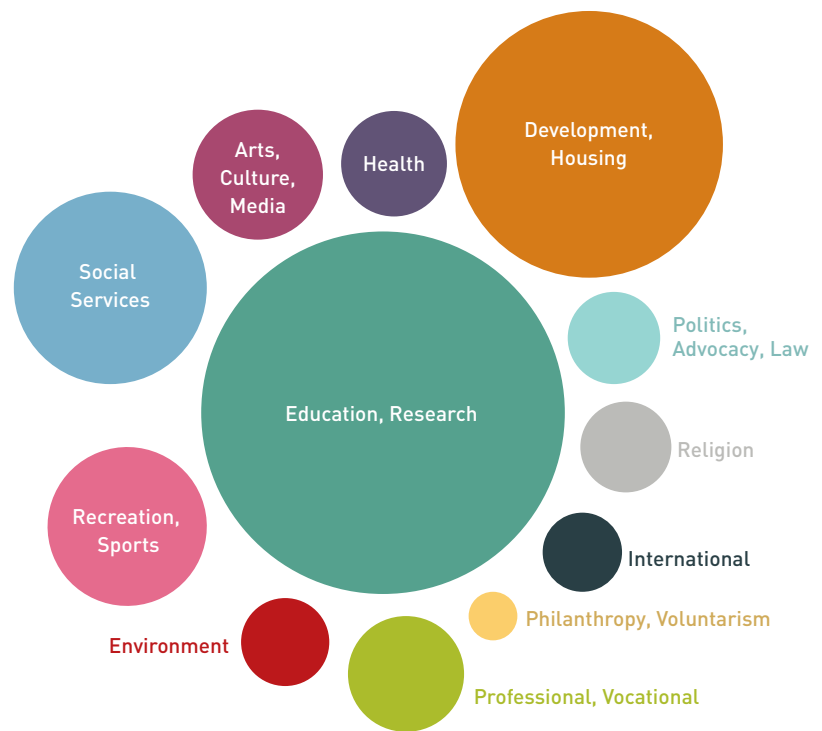 Development,
Housing
Arts,
Culture,
Media
Health
Social
Services
Politics,
Advocacy, Law
Education, Research
Religion
Recreation,
Sports
International
Philanthropy, Voluntarism
Environment
Professional, Vocational